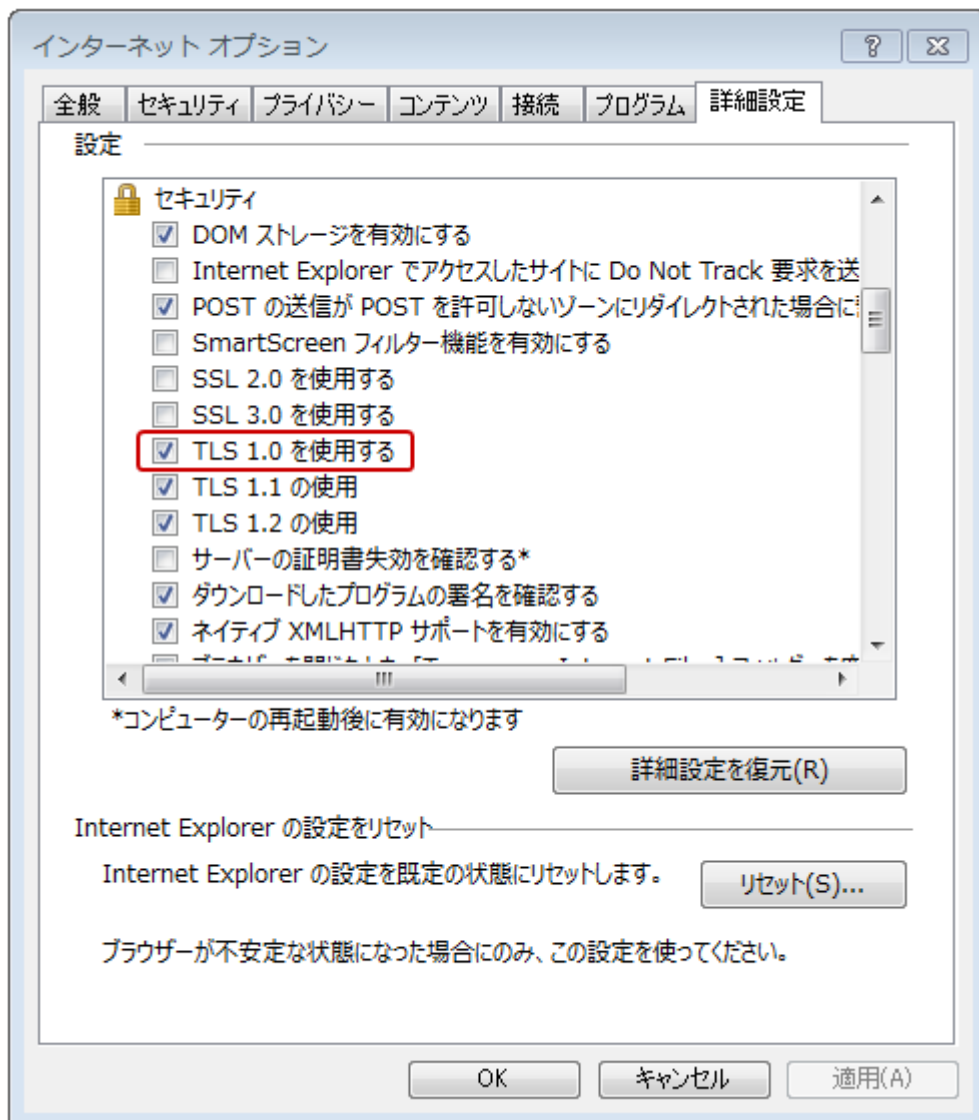 インターネット オプション
全般 セキュリティ プライバシー コンテンツ 接続 プログラム 詳細設定
設定
セキュリティ
DOM ストレージを有効にする
Internet Explorer でアクセスしたサイトに Do Not Track 要求を送
POST の送信が POST を許可しないゾーンにリダイレクトされた場合に
SmartScreen フィルター機能を有効にする
SSL 2.0 を使用する
SSL 3.0 を使用する
TLS 1.0 を使用する
TLS 1.1 の使用
TLS 1.2 の使用
サーバーの証明書失効を確認する*
ダウンロードしたプログラムの署名を確認する
ネイティブ XMLHTTP サポートを有効にする
*コンピューターの再起動後に有効になります
詳細設定を復元(R)
Internet Explorer の設定をリセット
Internet Explorer の設定を既定の状態にリセットします。
リセット(S)...
ブラウザーが不安定な状態になった場合にのみ、この設定を使ってください。
OK キャンセル 適用(A)